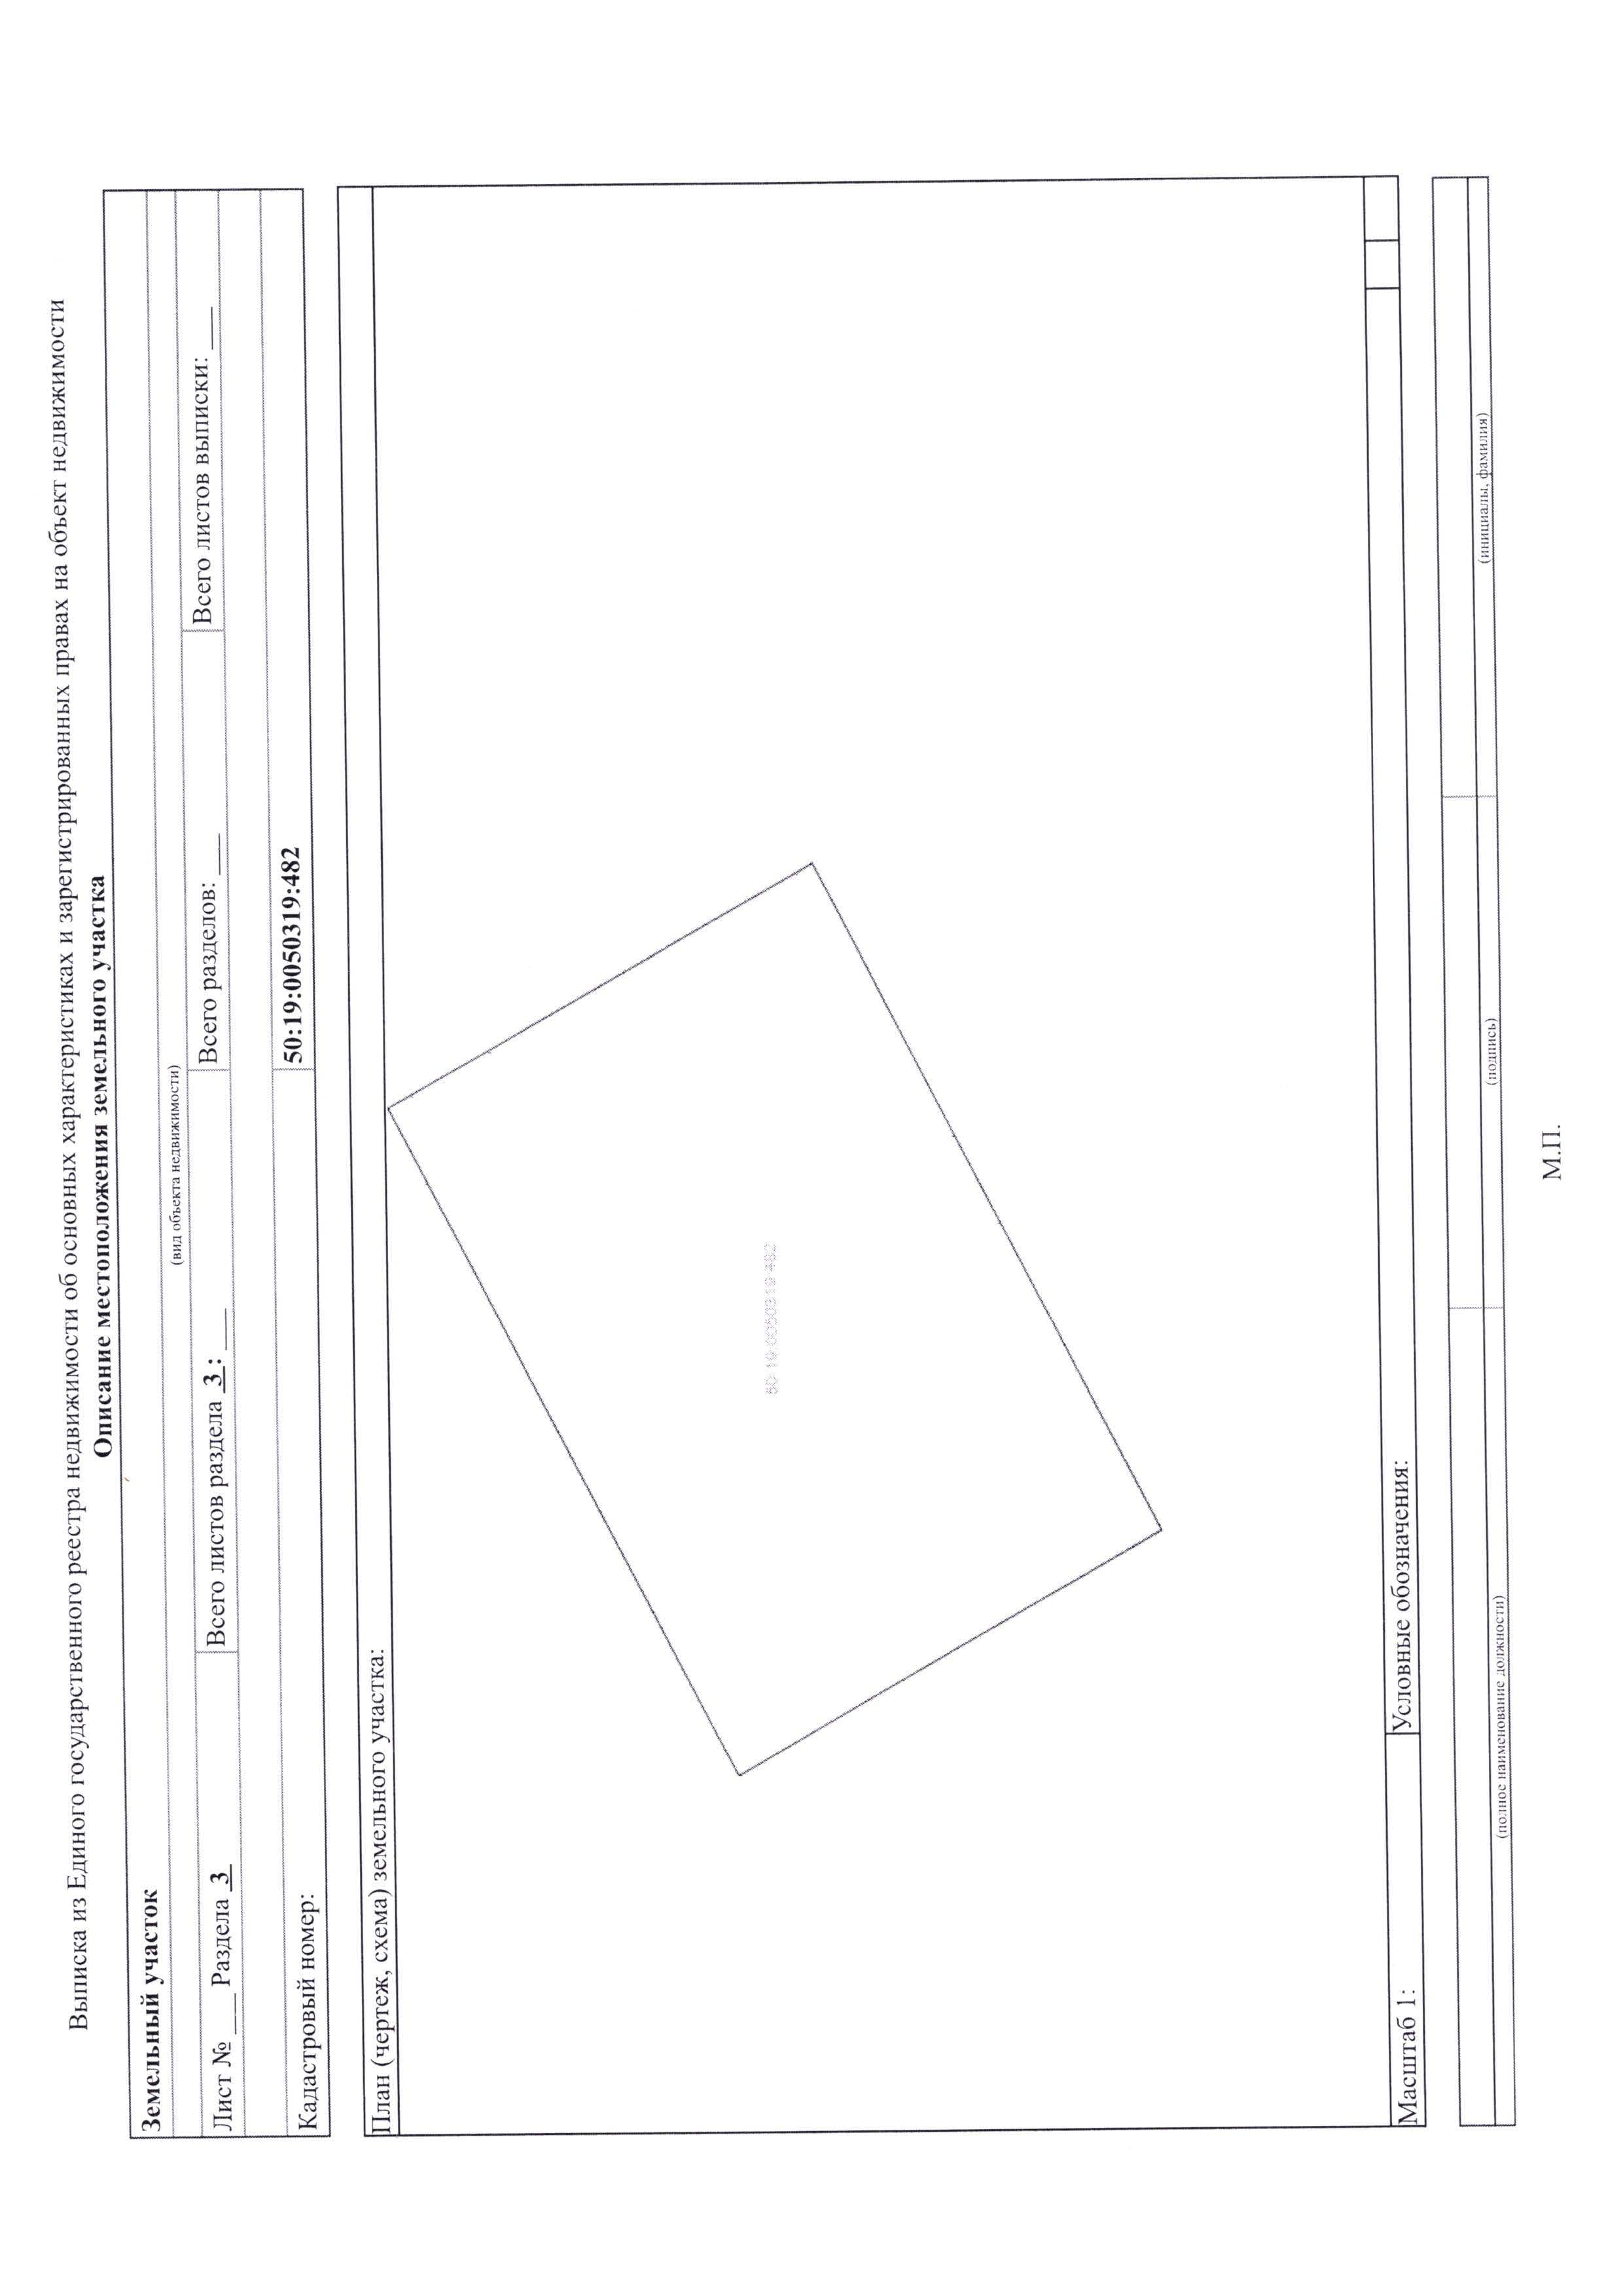 Выписка из Единого государственного реестра недвижимости об основных характеристиках и зарегистрированных правах на объект недвижимости
Описание местоположения земельного участка
Земельный участок
(вид объекта недвижимости)
Лист № ___ Раздела 3 Всего листов раздела 3 : ___ Всего разделов: ___ Всего листов выписки: ___
Кадастровый номер: 50:19:0050319:482
План (чертеж, схема) земельного участка:
50:19:0050319:482
Масштаб 1: Условные обозначения:
(полное наименование должности) (подпись) (инициалы, фамилия)
М.П.